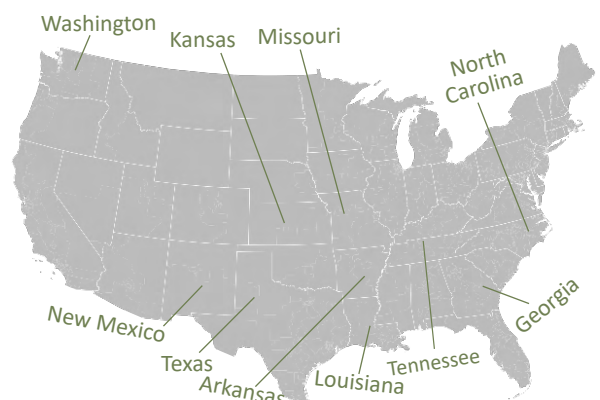 Washington
Kansas
Missouri
North
Carolina
New Mexico
Texas
Arkansas
Louisiana
Tennessee
Georgia